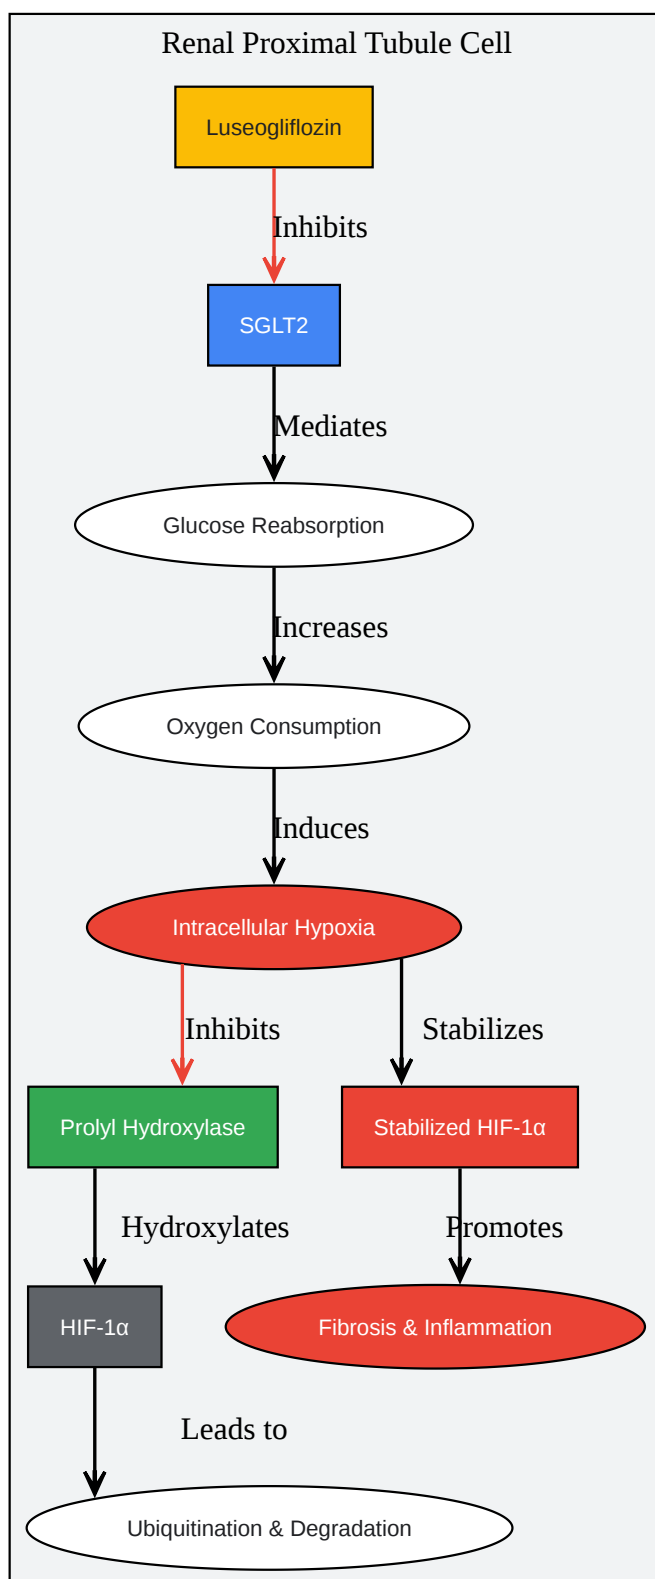 Renal Proximal Tubule Cell
Luseogliflozin
Inhibits
SGLT2
Mediates
Glucose Reabsorption
Increases
Oxygen Consumption
Induces
Intracellular Hypoxia
Inhibits
Stabilizes
Prolyl Hydroxylase
Stabilized HIF-1α
Hydroxylates
Promotes
HIF-1α
Fibrosis & Inflammation
Leads to
Ubiquitination & Degradation